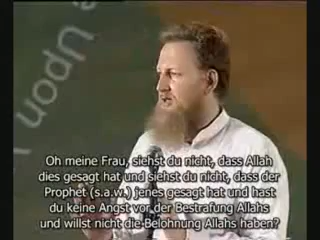 a Upon
Oh meine Frau, siehst du nicht, dass Allah
dies gesagt hat und siehst du nicht, dass der
Prophet (s.a.w.) jenes gesagt hat und hast
du keine Angst vor der Bestrafung Allahs
und willst nicht die Belohnung Allahs haben?